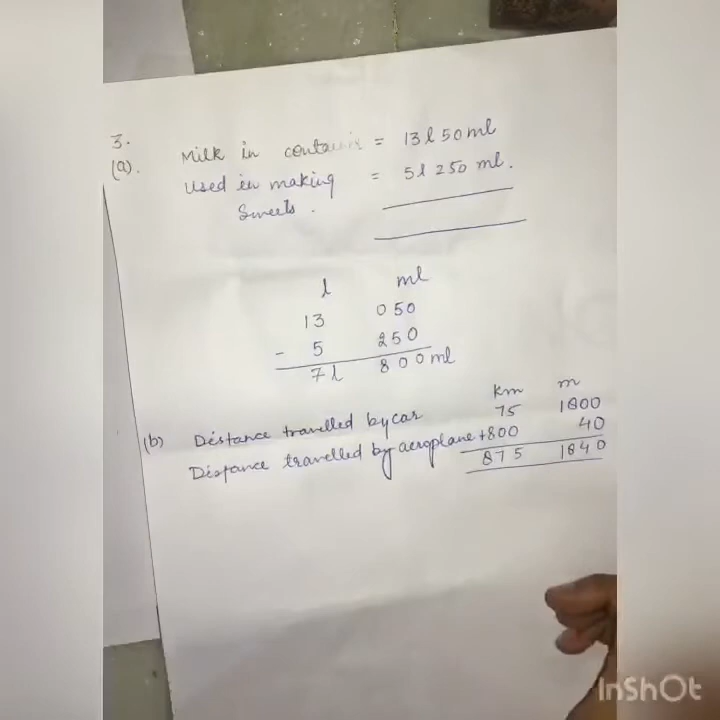 3.
(a). Milk in container = 13l 50ml
Used in making = 5l 250 ml.
Sweets.
l ml
13 050
- 5 250
7l 800ml
km m
(b) Distance travelled by car 75 1800
Distance travelled by aeroplane +800 40
875 1840
InShOt